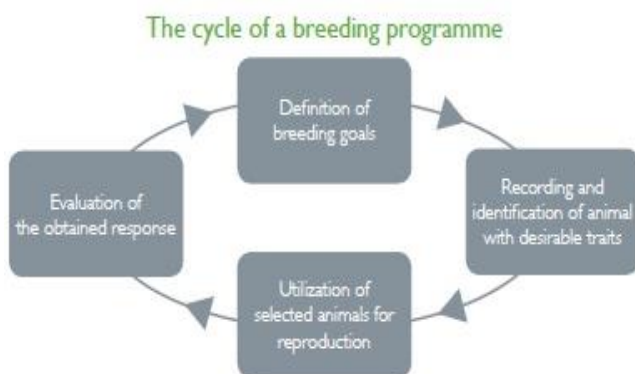 The cycle of a breeding programme
Definition of
breeding goals
Recording and
identification of animal
with desirable traits
Utilization of
selected animals for
reproduction
Evaluation of
the obtained response